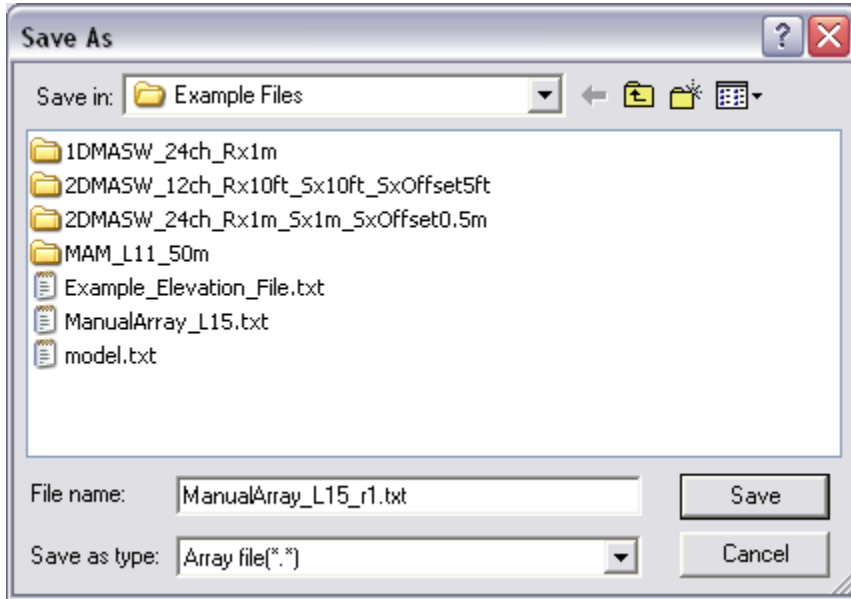 Save As
Save in: Example Files
1DMASW_24ch_Rx1m
2DMASW_12ch_Rx10ft_Sx10ft_SxOffset5ft
2DMASW_24ch_Rx1m_Sx1m_SxOffset0.5m
MAM_L11_50m
Example_Elevation_File.txt
ManualArray_L15.txt
model.txt
File name: ManualArray_L15_r1.txt Save
Save as type: Array file(*.*) Cancel